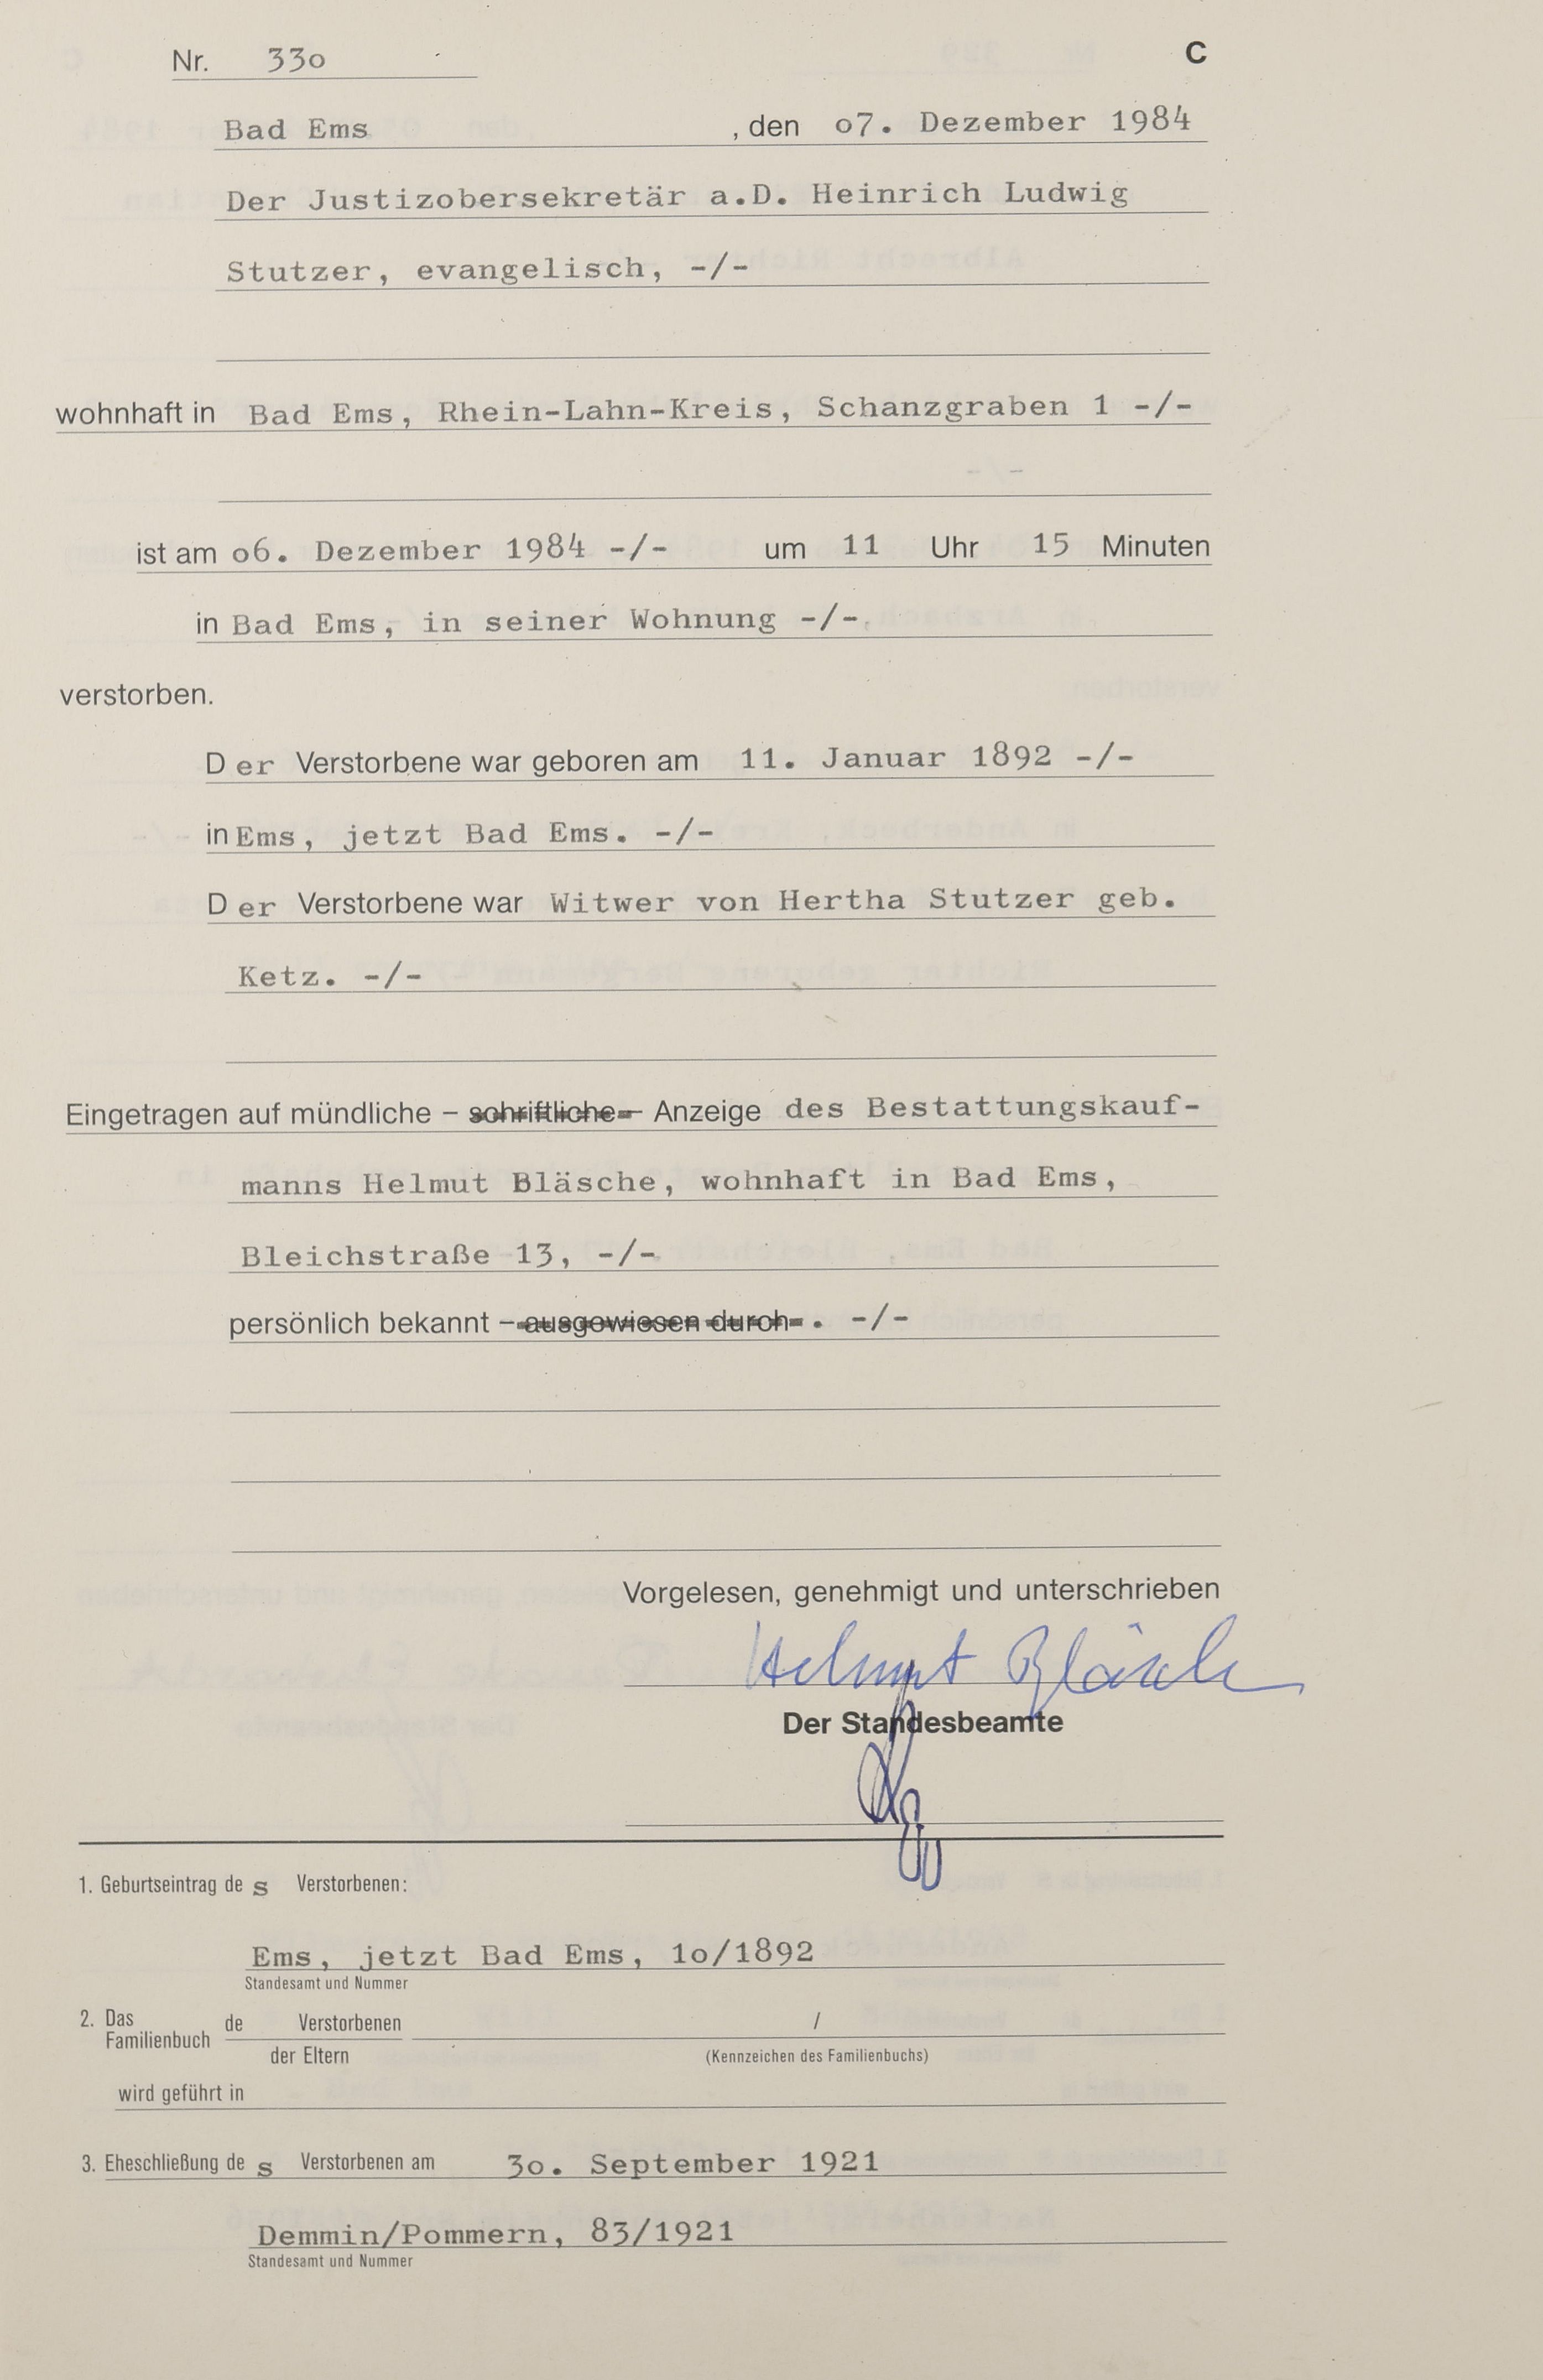 Nr. 33o C
Bad Ems , den o7. Dezember 1984
Der Justizobersekretär a.D. Heinrich Ludwig
Stutzer, evangelisch, -/-
wohnhaft in Bad Ems, Rhein-Lahn-Kreis, Schanzgraben 1 -/-
ist am o6. Dezember 1984 -/- um 11 Uhr 15 Minuten
in Bad Ems, in seiner Wohnung -/-
verstorben.
Der Verstorbene war geboren am 11. Januar 1892 -/-
in Ems, jetzt Bad Ems. -/-
Der Verstorbene war Witwer von Hertha Stutzer geb.
Ketz. -/-
Eingetragen auf mündliche – schriftliche – Anzeige des Bestattungskauf-
manns Helmut Bläsche, wohnhaft in Bad Ems,
Bleichstraße 13, -/-
persönlich bekannt – ausgewiesen durch . -/-
Vorgelesen, genehmigt und unterschrieben
Helmut Bläsche
Der Standesbeamte
1. Geburtseintrag des Verstorbenen:
Ems, jetzt Bad Ems, 1o/1892
Standesamt und Nummer
2. Das Familienbuch de Verstorbenen /
der Eltern (Kennzeichen des Familienbuchs)
wird geführt in
3. Eheschließung des Verstorbenen am 3o. September 1921
Demmin/Pommern, 83/1921
Standesamt und Nummer